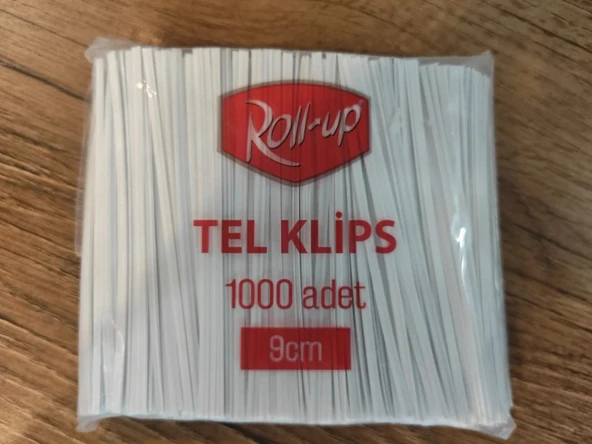 Roll-up
TEL KLİPS
1000 adet
9cm